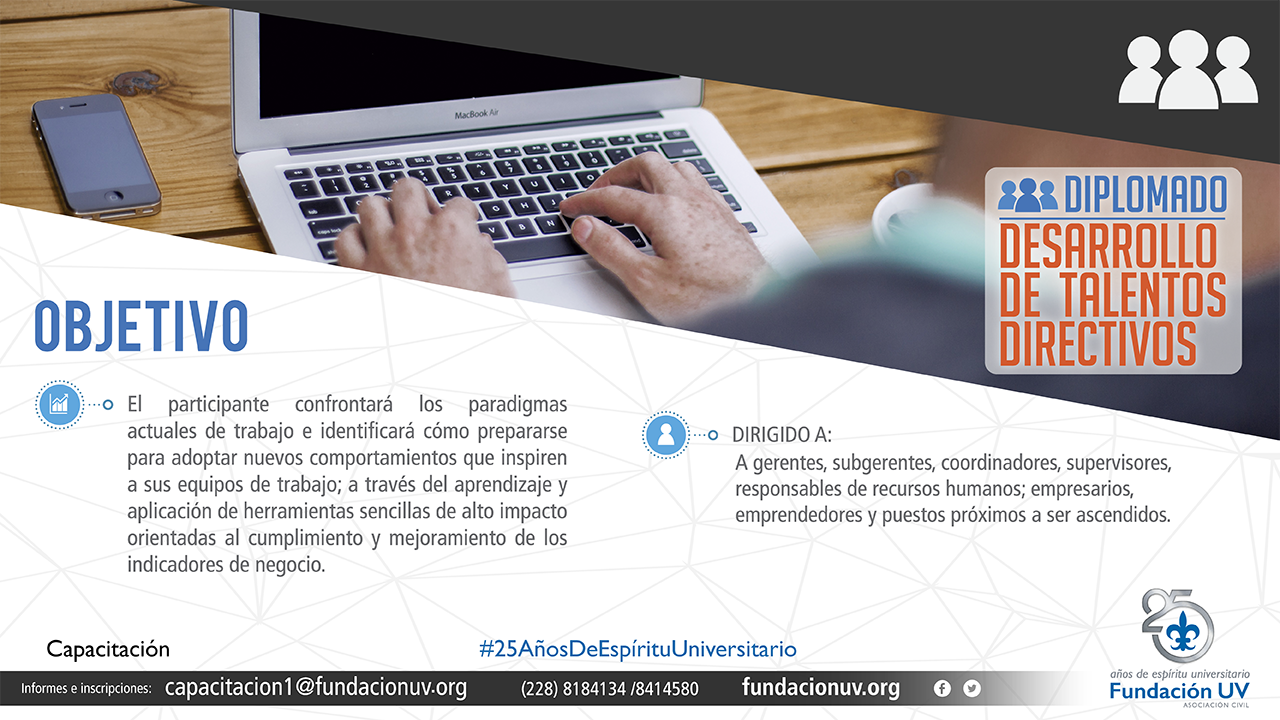 MacBook Air
DIPLOMADO
DESARROLLO
DE TALENTOS
DIRECTIVOS
OBJETIVO
El participante confrontará los paradigmas
actuales de trabajo e identificará cómo prepararse
para adoptar nuevos comportamientos que inspiren
a sus equipos de trabajo; a través del aprendizaje y
aplicación de herramientas sencillas de alto impacto
orientadas al cumplimiento y mejoramiento de los
indicadores de negocio.
DIRIGIDO A:
A gerentes, subgerentes, coordinadores, supervisores,
responsables de recursos humanos; empresarios,
emprendedores y puestos próximos a ser ascendidos.
Capacitación
#25AñosDeEspírituUniversitario
25
años de espíritu universitario
Fundación UV
ASOCIACIÓN CIVIL
Informes e inscripciones: capacitacion1@fundacionuv.org (228) 8184134 /8414580 fundacionuv.org